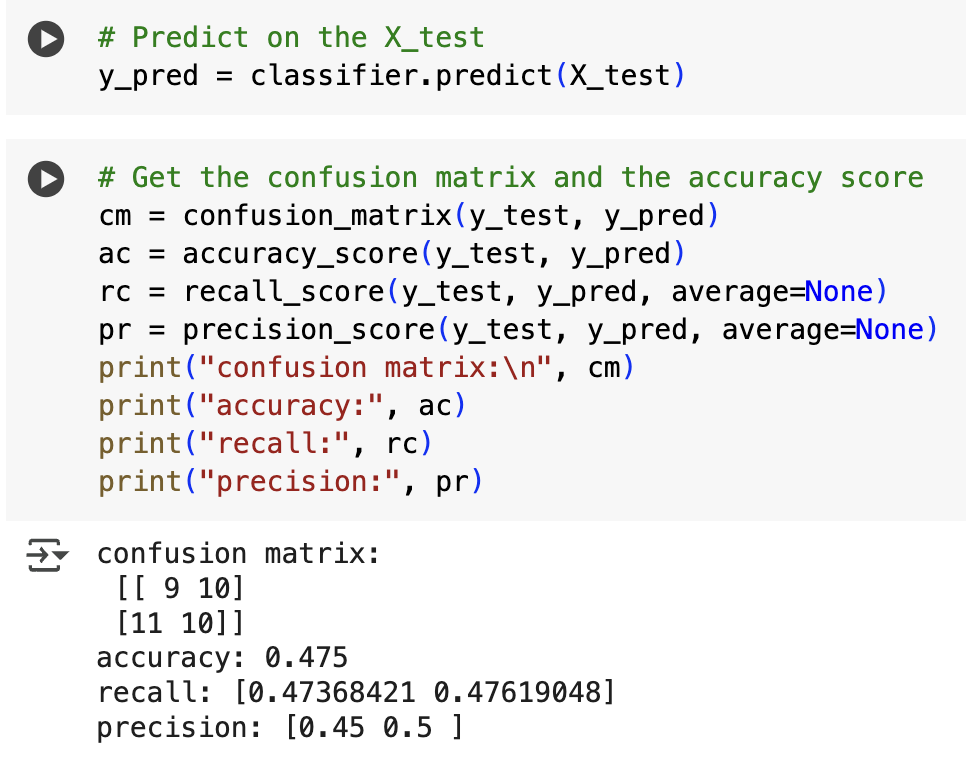 # Predict on the X_test
y_pred = classifier.predict(X_test)
# Get the confusion matrix and the accuracy score
cm = confusion_matrix(y_test, y_pred)
ac = accuracy_score(y_test, y_pred)
rc = recall_score(y_test, y_pred, average=None)
pr = precision_score(y_test, y_pred, average=None)
print("confusion matrix:\n", cm)
print("accuracy:", ac)
print("recall:", rc)
print("precision:", pr)
confusion matrix:
 [[ 9 10]
 [11 10]]
accuracy: 0.475
recall: [0.47368421 0.47619048]
precision: [0.45 0.5 ]